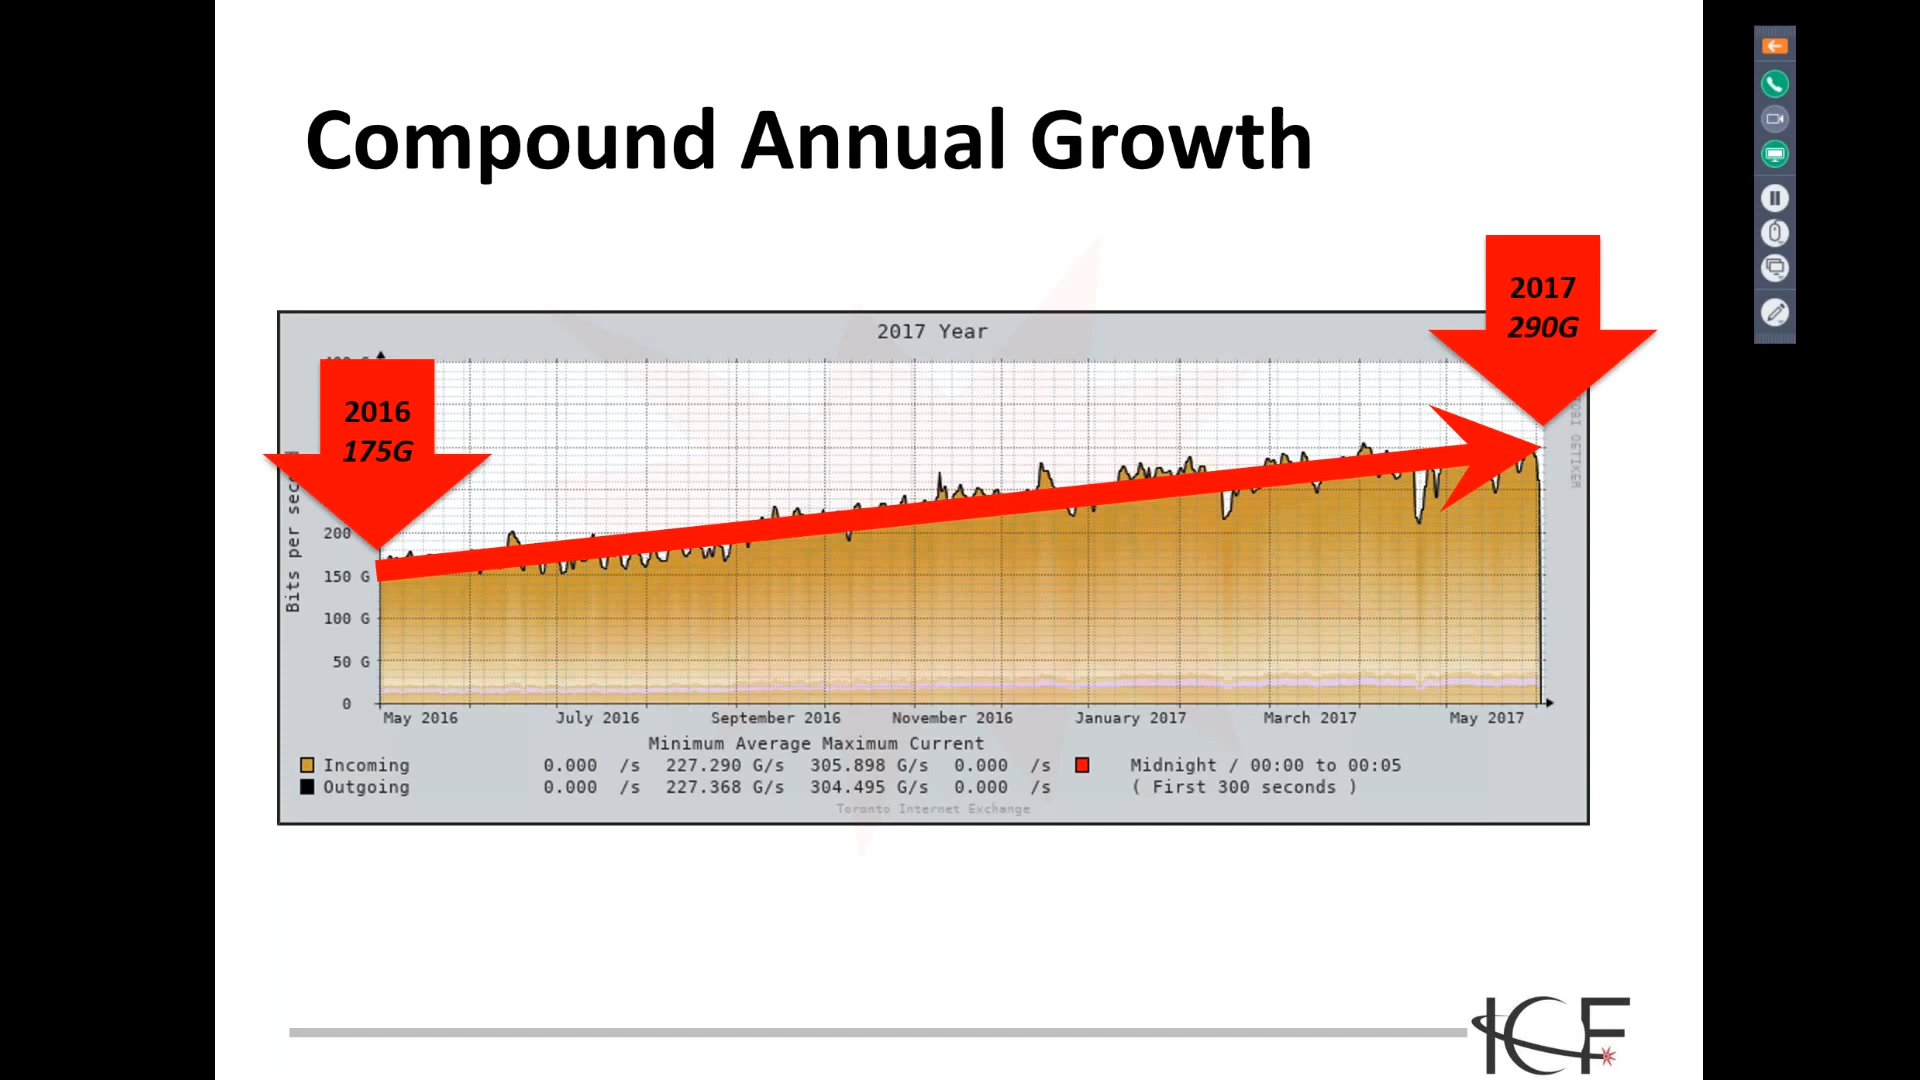 Compound Annual Growth
2017
290G
2017 Year
2016
175G
200
150 G
100 G
50 G
0
Bits per
TOBI OETIKER
May 2016 July 2016 September 2016 November 2016 January 2017 March 2017 May 2017
Minimum Average Maximum Current
Incoming 0.000 /s 227.290 G/s 305.898 G/s 0.000 /s Midnight / 00:00 to 00:05
Outgoing 0.000 /s 227.368 G/s 304.495 G/s 0.000 /s ( First 300 seconds )
Toronto Internet Exchange
ICF